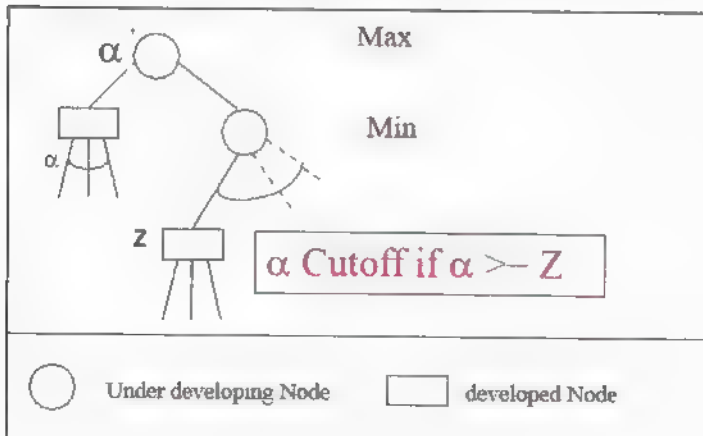 α
Max
Min
α
Z
α Cutoff if α >– Z
Under developing Node
developed Node